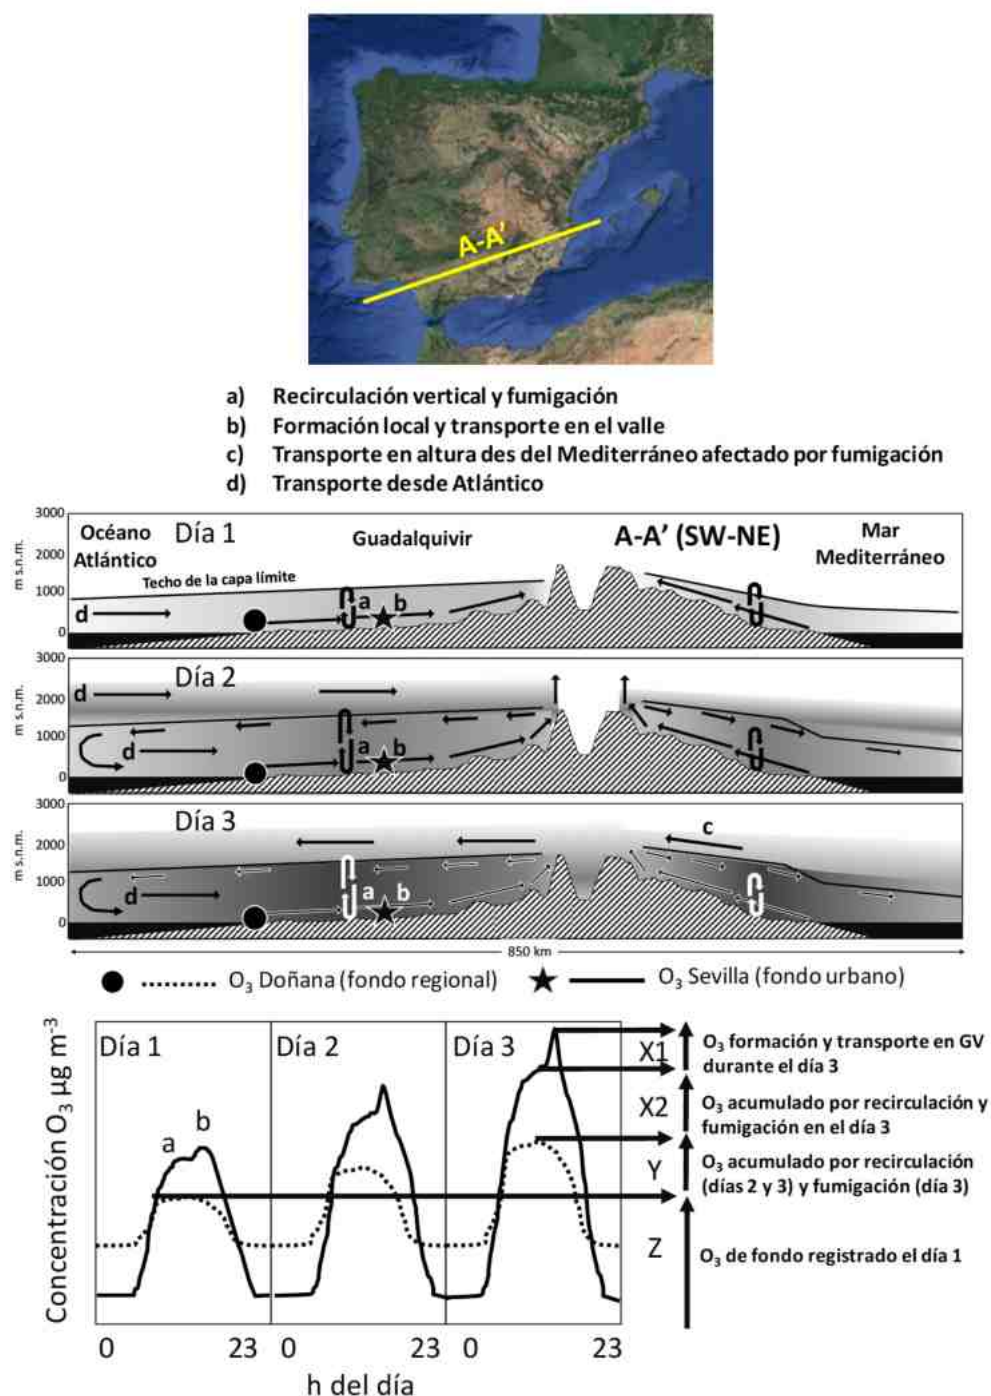 A-A'
a) Recirculación vertical y fumigación
b) Formación local y transporte en el valle
c) Transporte en altura des del Mediterráneo afectado por fumigación
d) Transporte desde Atlántico
3000
2000
1000
0
m s.n.m.
Océano
Atlántico
Día 1
Guadalquivir
A-A' (SW-NE)
Mar
Mediterráneo
Techo de la capa límite
d
a
b
3000
2000
1000
0
m s.n.m.
Día 2
d
d
a
b
3000
2000
1000
0
m s.n.m.
Día 3
c
d
a
b
850 km
O₃ Doñana (fondo regional)
O₃ Sevilla (fondo urbano)
Concentración O₃ µg m⁻³
Día 1
Día 2
Día 3
a
b
X1
X2
Y
Z
O₃ formación y transporte en GV
durante el día 3
O₃ acumulado por recirculación y
fumigación en el día 3
O₃ acumulado por recirculación
(días 2 y 3) y fumigación (día 3)
O₃ de fondo registrado el día 1
0 23 0 23 0 23
h del día